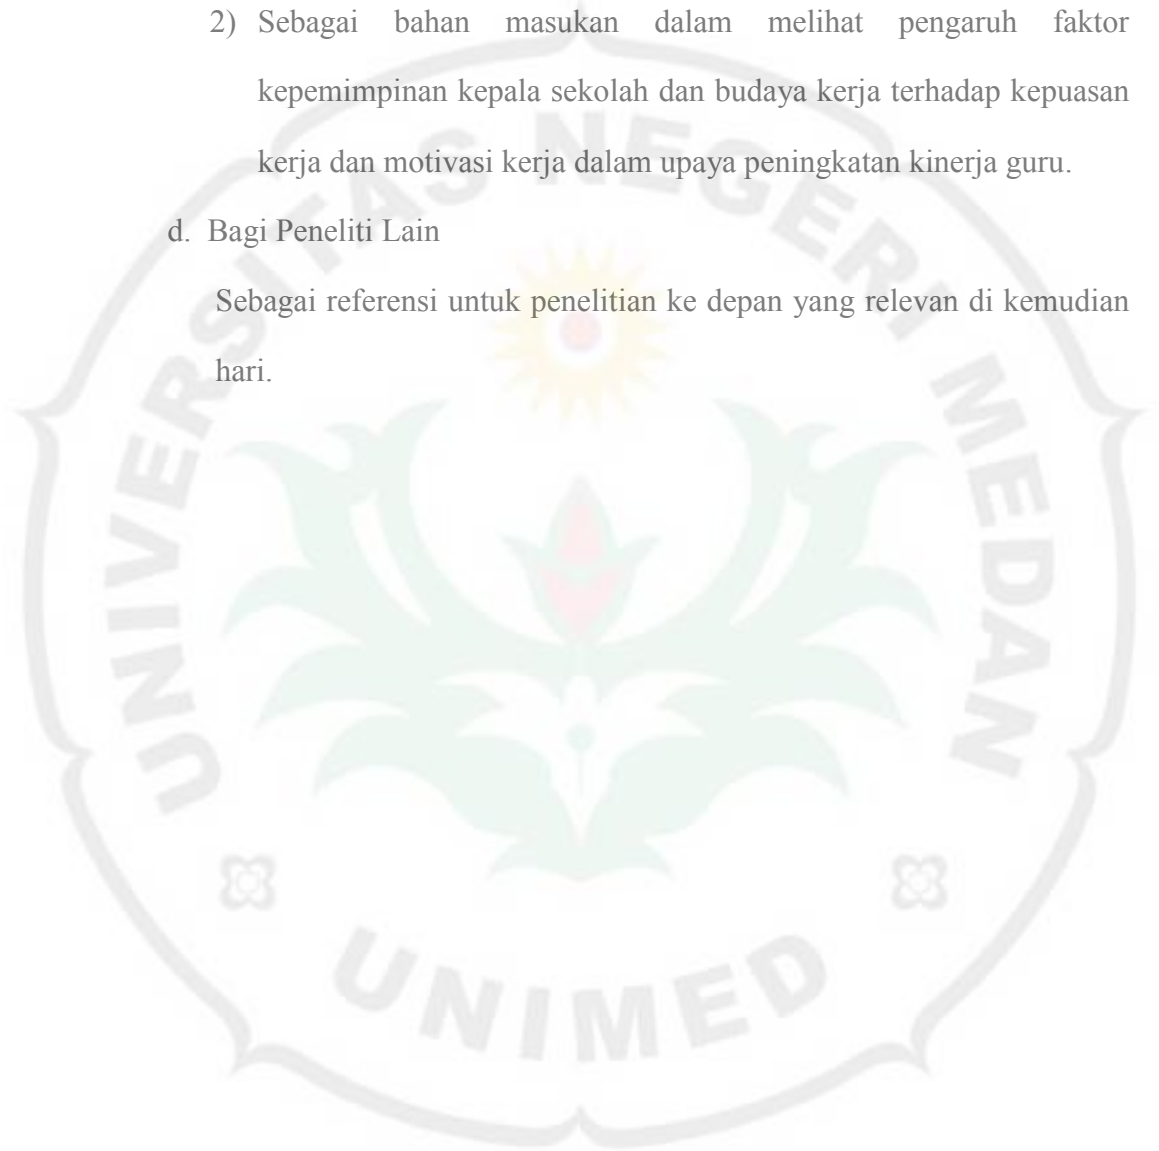 2) Sebagai bahan masukan dalam melihat pengaruh faktor
kepemimpinan kepala sekolah dan budaya kerja terhadap kepuasan
kerja dan motivasi kerja dalam upaya peningkatan kinerja guru.
d. Bagi Peneliti Lain
Sebagai referensi untuk penelitian ke depan yang relevan di kemudian
hari.
UNIVERSITAS NEGERI MEDAN
UNIMED